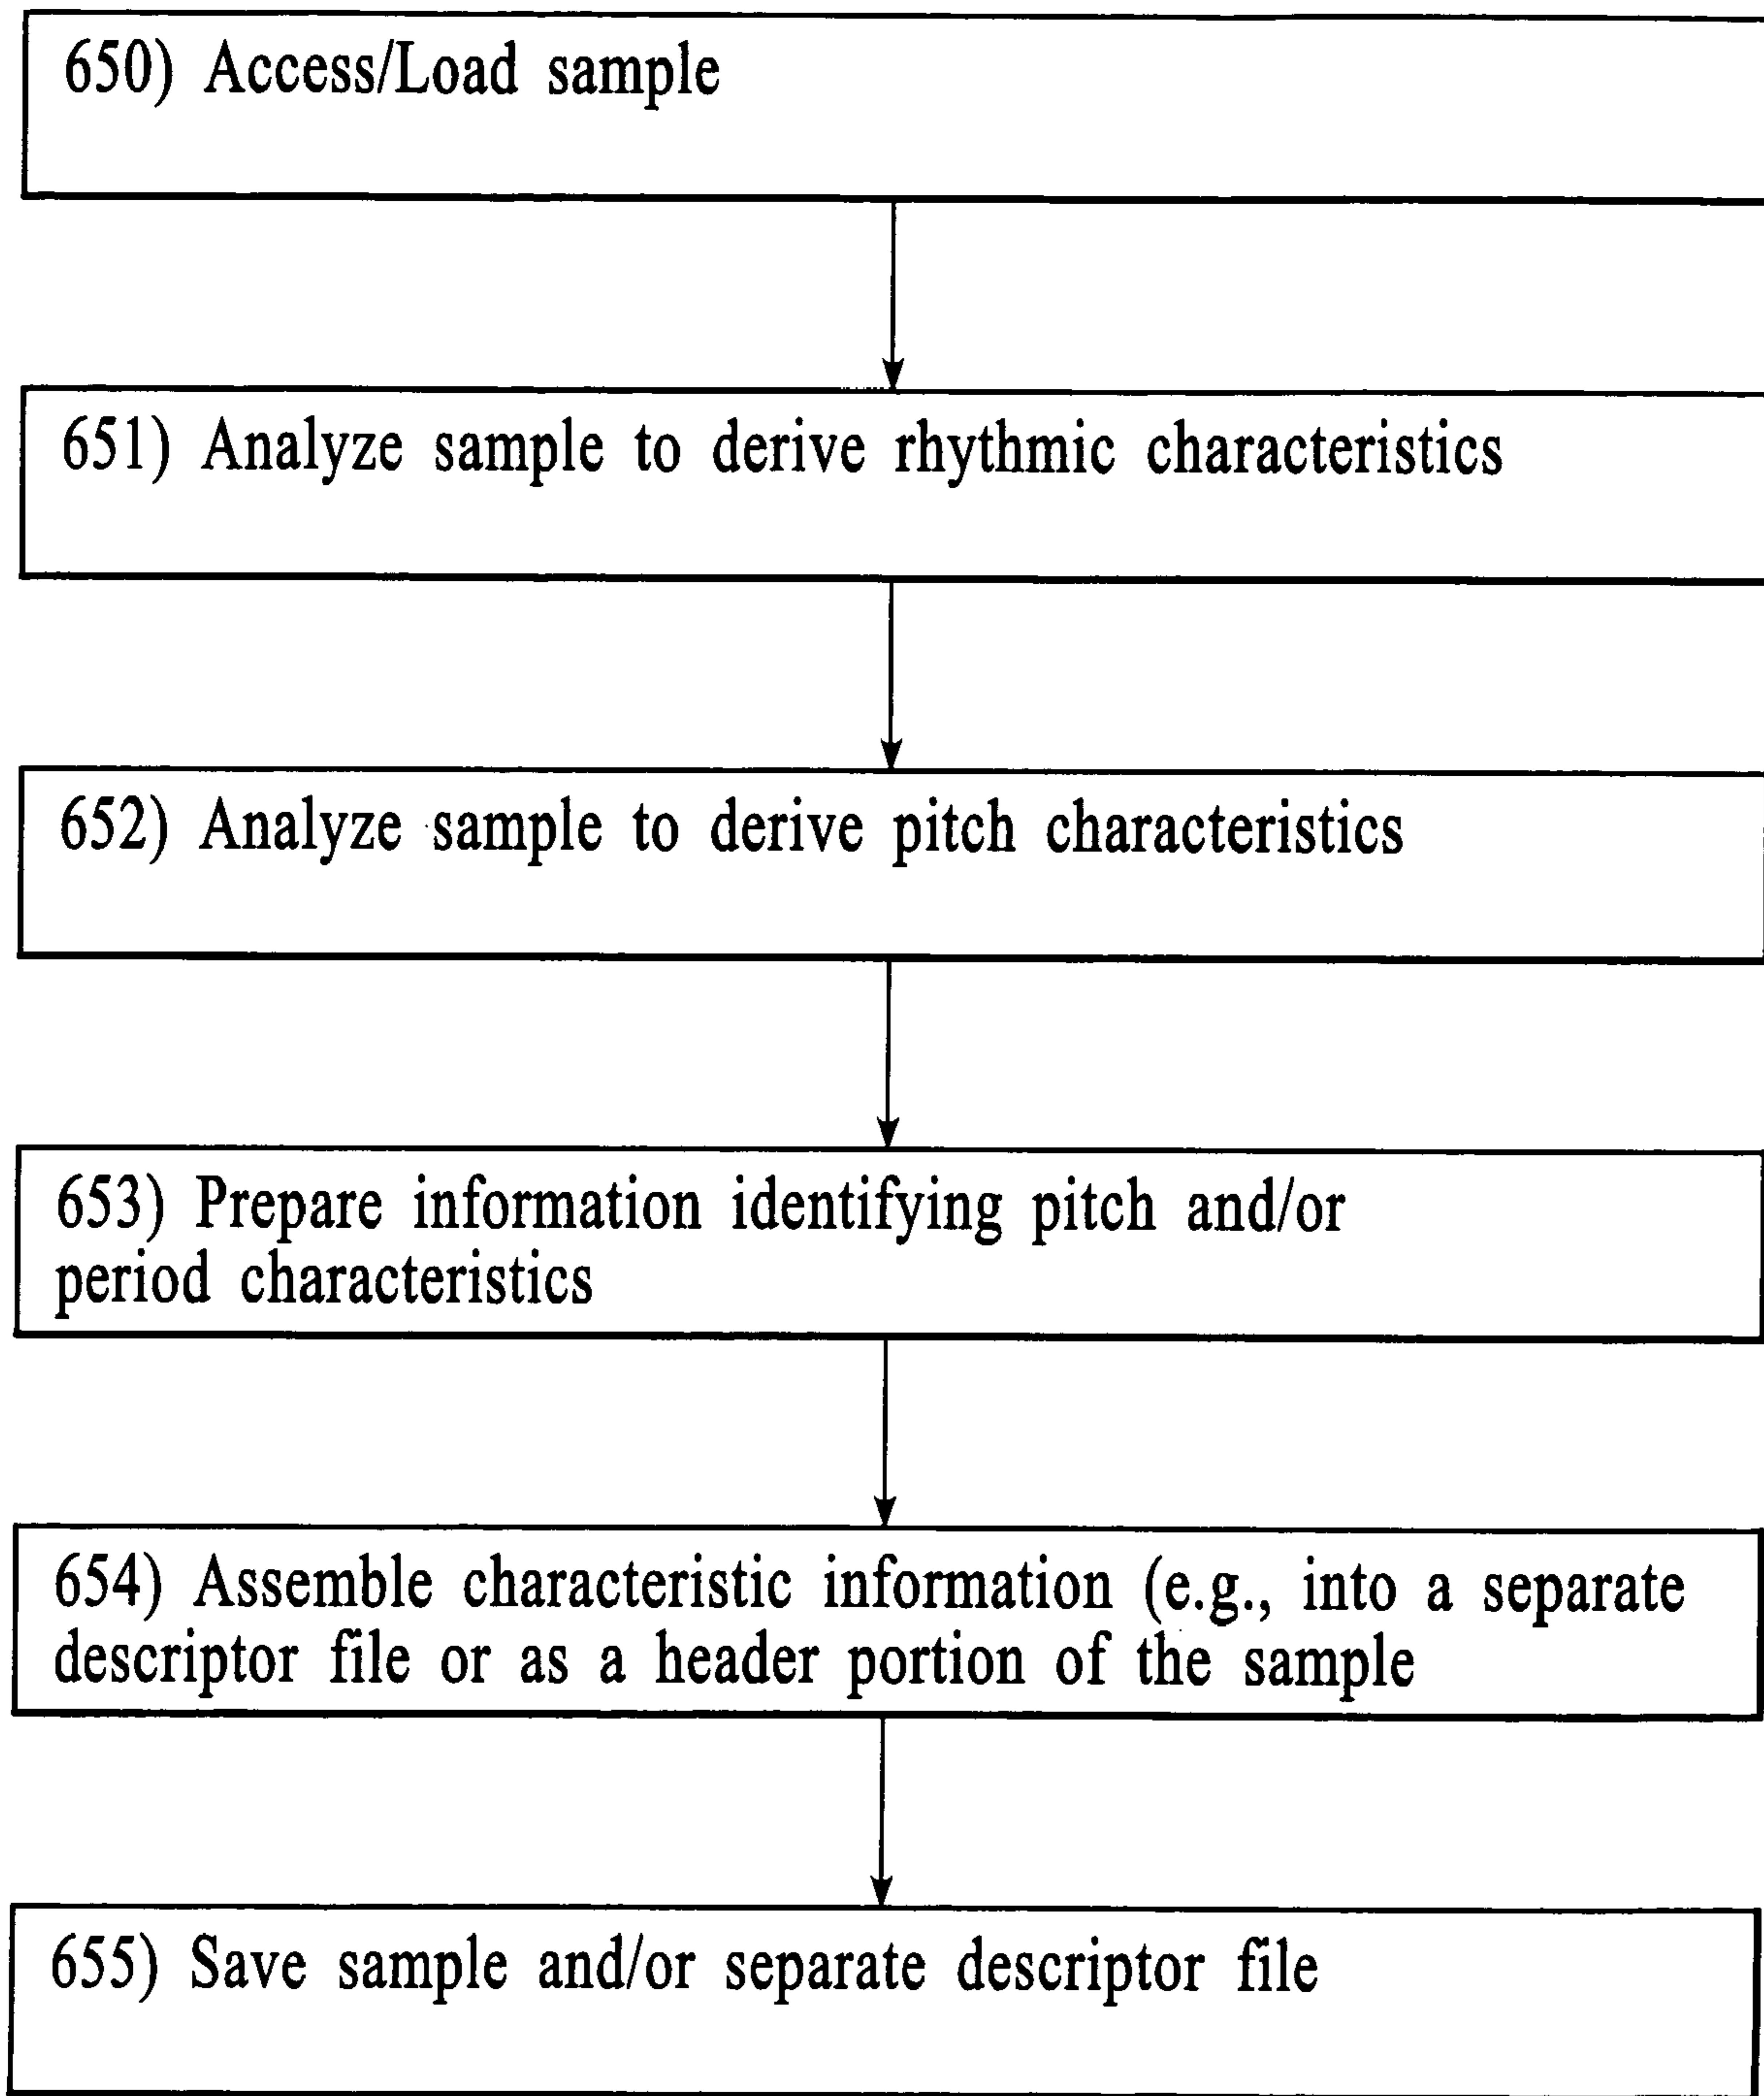 650) Access/Load sample
651) Analyze sample to derive rhythmic characteristics
652) Analyze sample to derive pitch characteristics
653) Prepare information identifying pitch and/or
period characteristics
654) Assemble characteristic information (e.g., into a separate
descriptor file or as a header portion of the sample
655) Save sample and/or separate descriptor file